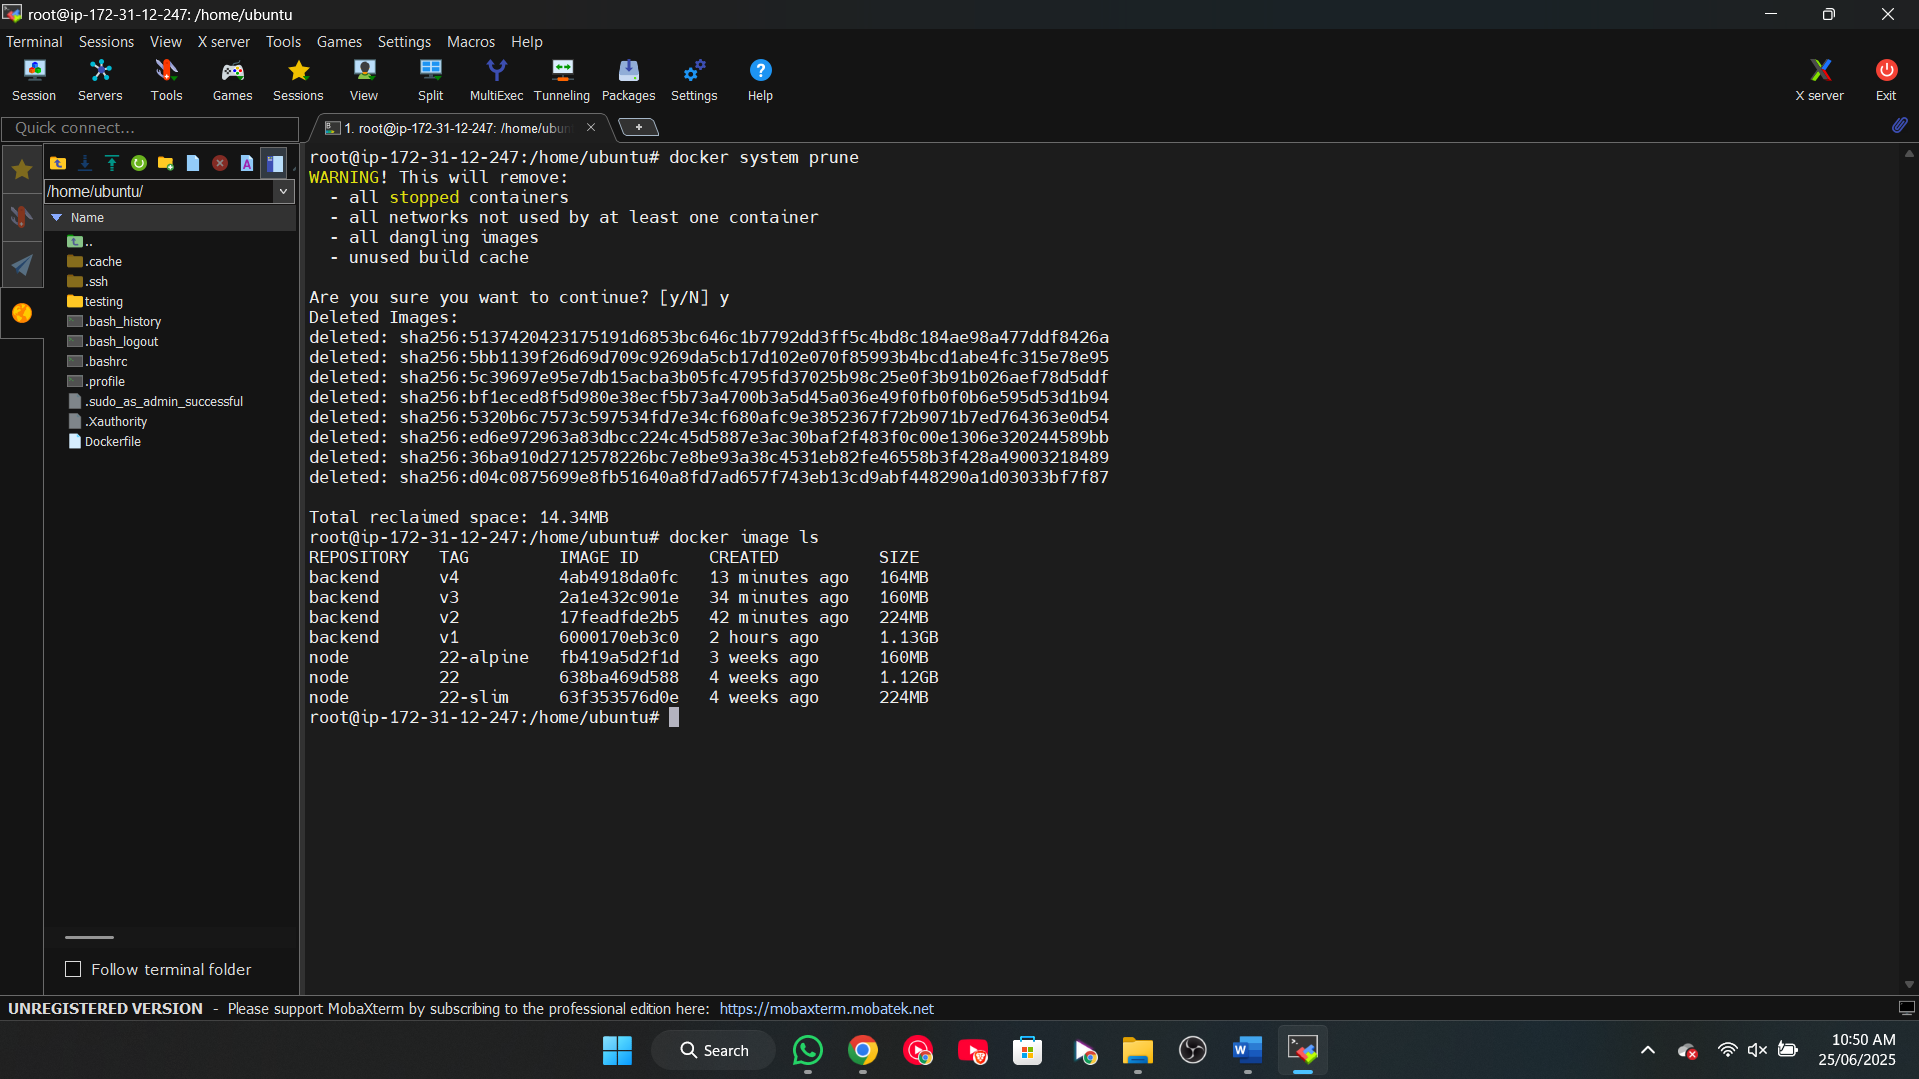 root@ip-172-31-12-247: /home/ubuntu
Terminal Sessions View X server Tools Games Settings Macros Help
Session Servers Tools Games Sessions View Split MultiExec Tunneling Packages Settings Help X server Exit
Quick connect...
1. root@ip-172-31-12-247: /home/ubun
/home/ubuntu/
Name
..
.cache
.ssh
testing
.bash_history
.bash_logout
.bashrc
.profile
.sudo_as_admin_successful
.Xauthority
Dockerfile
Follow terminal folder
root@ip-172-31-12-247:/home/ubuntu# docker system prune
WARNING! This will remove:
- all stopped containers
- all networks not used by at least one container
- all dangling images
- unused build cache
Are you sure you want to continue? [y/N] y
Deleted Images:
deleted: sha256:5137420423175191d6853bc646c1b7792dd3ff5c4bd8c184ae98a477ddf8426a
deleted: sha256:5bb1139f26d69d709c9269da5cb17d102e070f85993b4bcd1abe4fc315e78e95
deleted: sha256:5c39697e95e7db15acba3b05fc4795fd37025b98c25e0f3b91b026aef78d5ddf
deleted: sha256:bf1eced8f5d980e38ecf5b73a4700b3a5d45a036e49f0fb0f0b6e595d53d1b94
deleted: sha256:5320b6c7573c597534fd7e34cf680afc9e3852367f72b9071b7ed764363e0d54
deleted: sha256:ed6e972963a83dbcc224c45d5887e3ac30baf2f483f0c00e1306e320244589bb
deleted: sha256:36ba910d2712578226bc7e8be93a38c4531eb82fe46558b3f428a49003218489
deleted: sha256:d04c0875699e8fb51640a8fd7ad657f743eb13cd9abf448290a1d03033bf7f87
Total reclaimed space: 14.34MB
root@ip-172-31-12-247:/home/ubuntu# docker image ls
REPOSITORY TAG IMAGE ID CREATED SIZE
backend v4 4ab4918da0fc 13 minutes ago 164MB
backend v3 2a1e432c901e 34 minutes ago 160MB
backend v2 17feadfde2b5 42 minutes ago 224MB
backend v1 6000170eb3c0 2 hours ago 1.13GB
node 22-alpine fb419a5d2f1d 3 weeks ago 160MB
node 22 638ba469d588 4 weeks ago 1.12GB
node 22-slim 63f353576d0e 4 weeks ago 224MB
root@ip-172-31-12-247:/home/ubuntu#
UNREGISTERED VERSION - Please support MobaXterm by subscribing to the professional edition here: https://mobaxterm.mobatek.net
Search
10:50 AM
25/06/2025